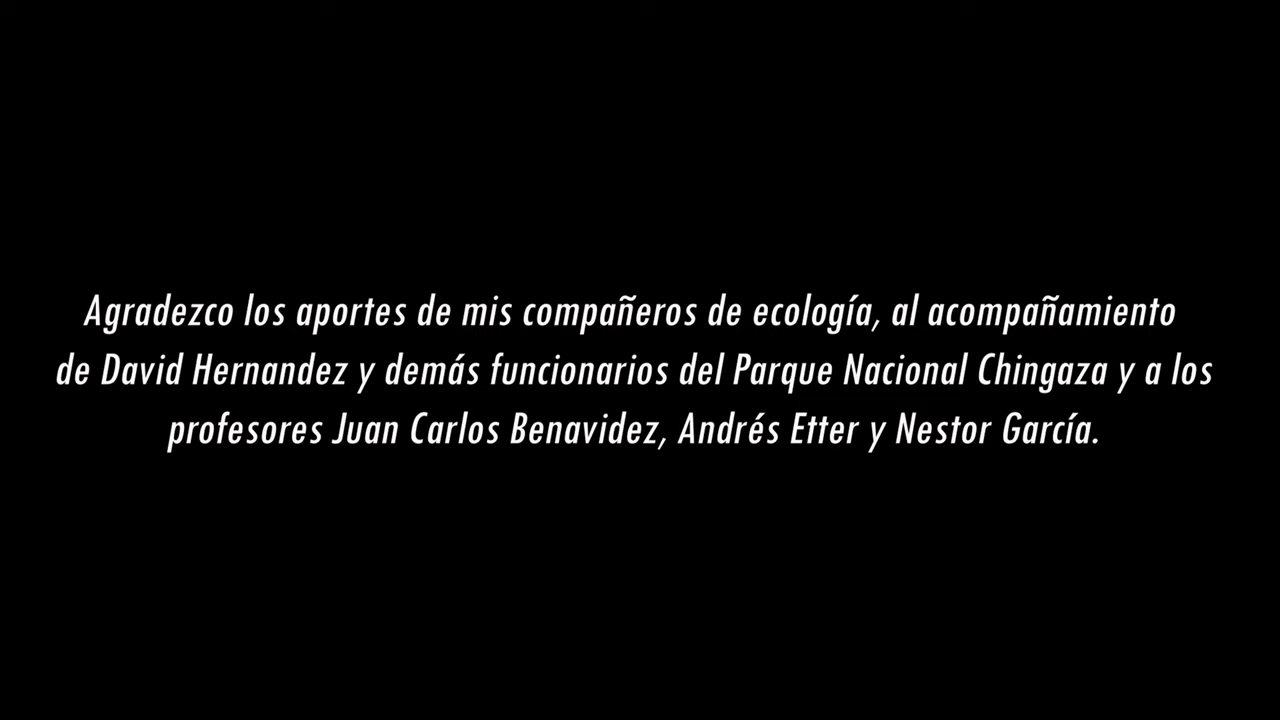 Agradezco los aportes de mis compañeros de ecología, al acompañamiento
de David Hernandez y demás funcionarios del Parque Nacional Chingaza y a los
profesores Juan Carlos Benavidez, Andrés Etter y Nestor García.